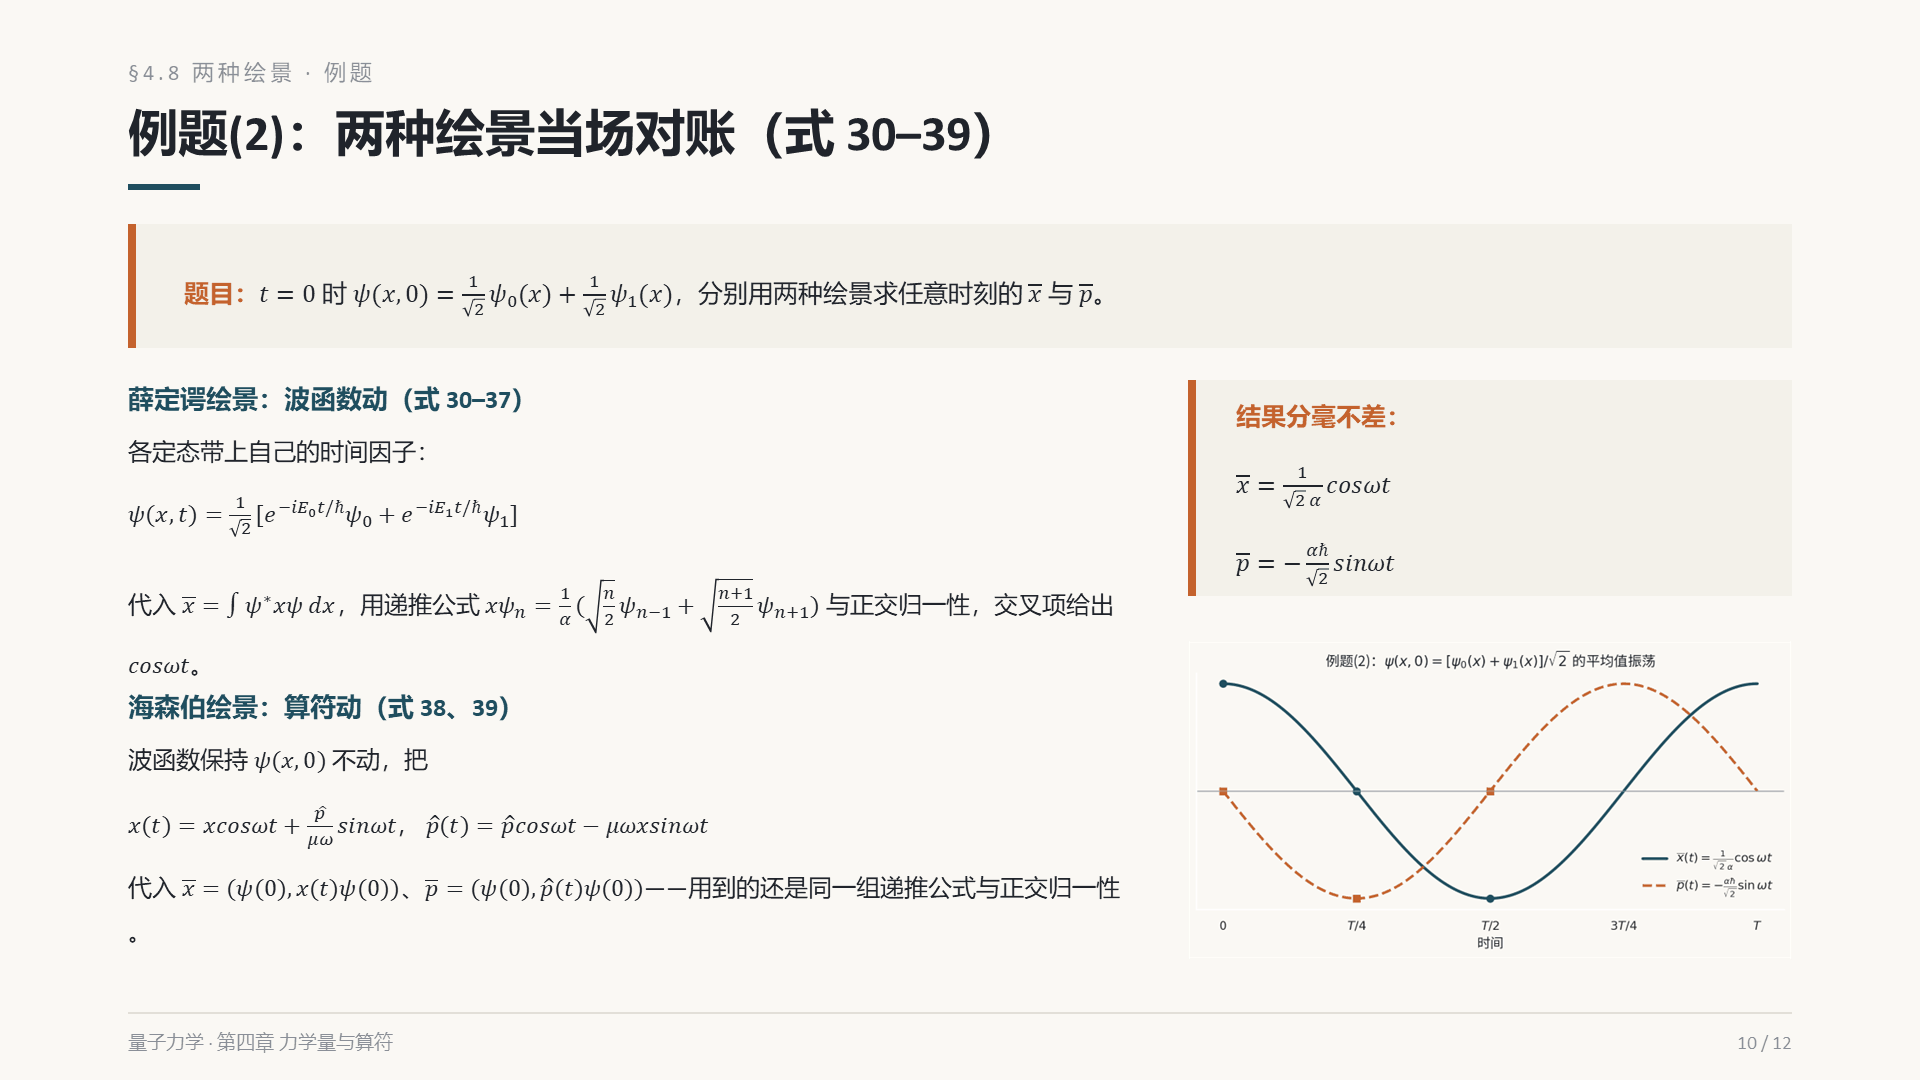 §4.8 两种绘景 · 例题
例题(2)：两种绘景当场对账（式 30–39）
题目：t = 0 时 ψ(x, 0) = 1/√2 ψ₀(x) + 1/√2 ψ₁(x)，分别用两种绘景求任意时刻的 x̅ 与 p̅。
薛定谔绘景：波函数动（式 30–37）
各定态带上自己的时间因子：
ψ(x, t) = 1/√2 [e^{−iE₀t/ħ}ψ₀ + e^{−iE₁t/ħ}ψ₁]
代入 x̅ = ∫ ψ*xψ dx，用递推公式 xψₙ = 1/α (√(n/2) ψₙ₋₁ + √((n+1)/2) ψₙ₊₁) 与正交归一性，交叉项给出
cosωt。
海森伯绘景：算符动（式 38、39）
波函数保持 ψ(x, 0) 不动，把
x(t) = xcosωt + p̂/μω sinωt， p̂(t) = p̂cosωt − μωxsinωt
代入 x̅ = (ψ(0), x(t)ψ(0))、p̅ = (ψ(0), p̂(t)ψ(0))——用到的还是同一组递推公式与正交归一性
。
结果分毫不差：
x̅ = 1/(√2 α) cosωt
p̅ = − αħ/√2 sinωt
例题(2)：ψ(x, 0) = [ψ₀(x) + ψ₁(x)]/√2 的平均值振荡
x̅(t) = 1/(√2 α) cos ωt
p̅(t) = − αħ/√2 sin ωt
0 T/4 T/2 3T/4 T
时间
量子力学 · 第四章 力学量与算符
10 / 12